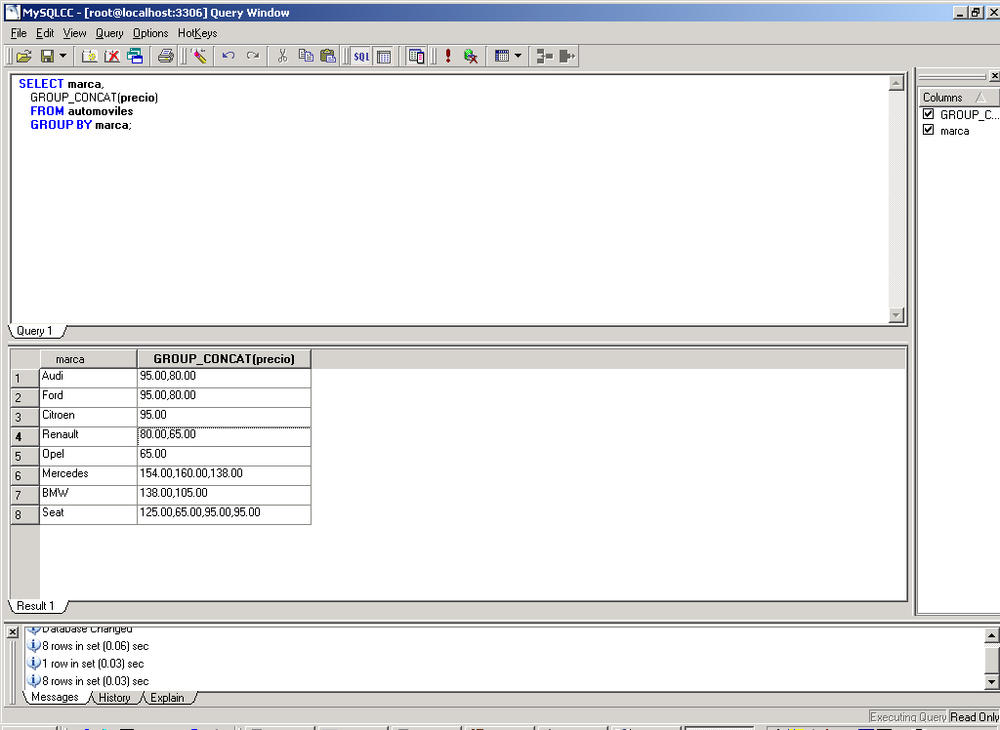 MySQLCC - [root@localhost:3306] Query Window
File Edit View Query Options HotKeys
SQL
SELECT marca,
GROUP_CONCAT(precio)
FROM automoviles
GROUP BY marca;
Columns
GROUP_C...
marca
Query 1
marca GROUP_CONCAT(precio)
1 Audi 95.00,80.00
2 Ford 95.00,80.00
3 Citroen 95.00
4 Renault 80.00,65.00
5 Opel 65.00
6 Mercedes 154.00,160.00,138.00
7 BMW 138.00,105.00
8 Seat 125.00,65.00,95.00,95.00
Result 1
Database Changed
8 rows in set (0.06) sec
1 row in set (0.03) sec
8 rows in set (0.03) sec
Messages History Explain
Executing Query Read Only